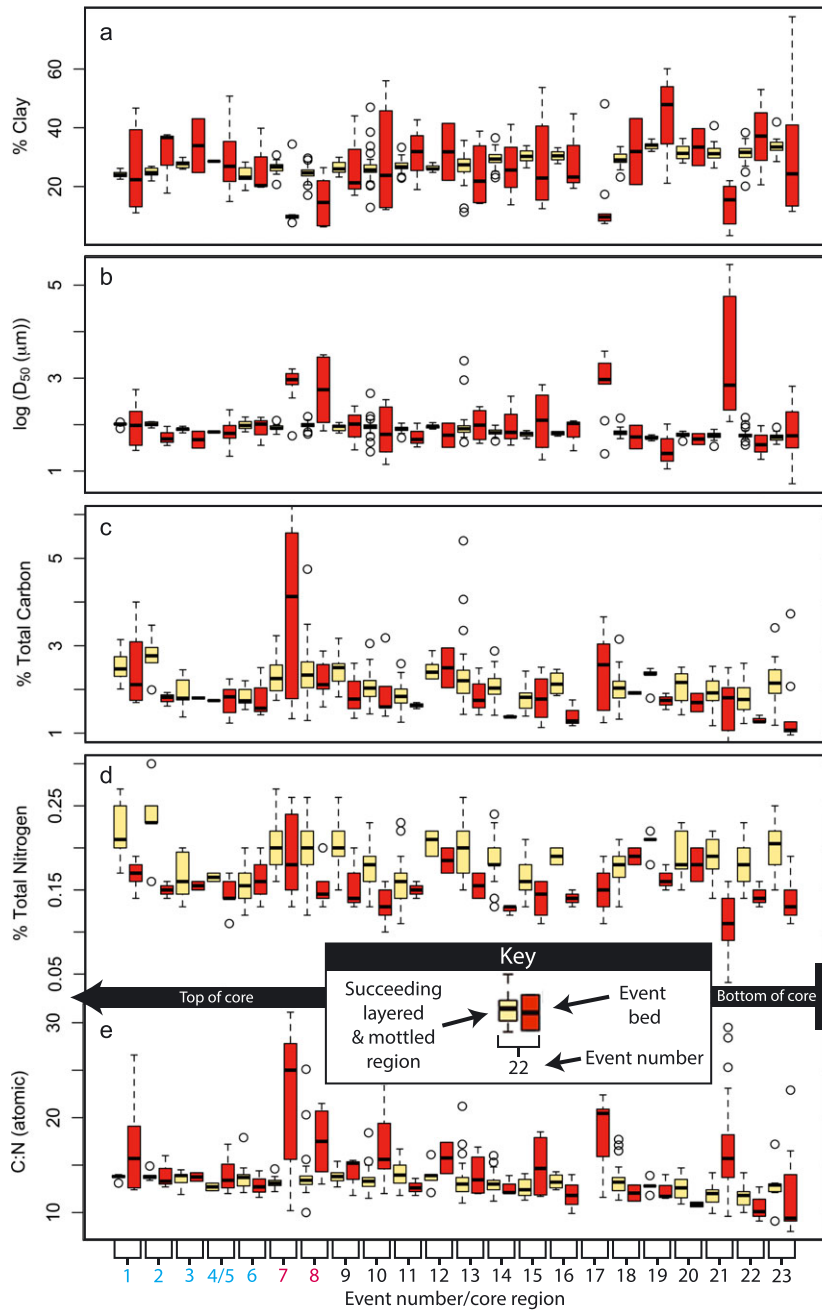 a
% Clay
60
40
20
b
log (D50 (μm))
5
3
1
c
% Total Carbon
5
3
1
d
% Total Nitrogen
0.25
0.15
0.05
Key
Succeeding
layered
& mottled
region
Event
bed
22
Event number
Top of core
Bottom of core
e
C:N (atomic)
30
20
10
1 2 3 4/5 6 7 8 9 10 11 12 13 14 15 16 17 18 19 20 21 22 23
Event number/core region